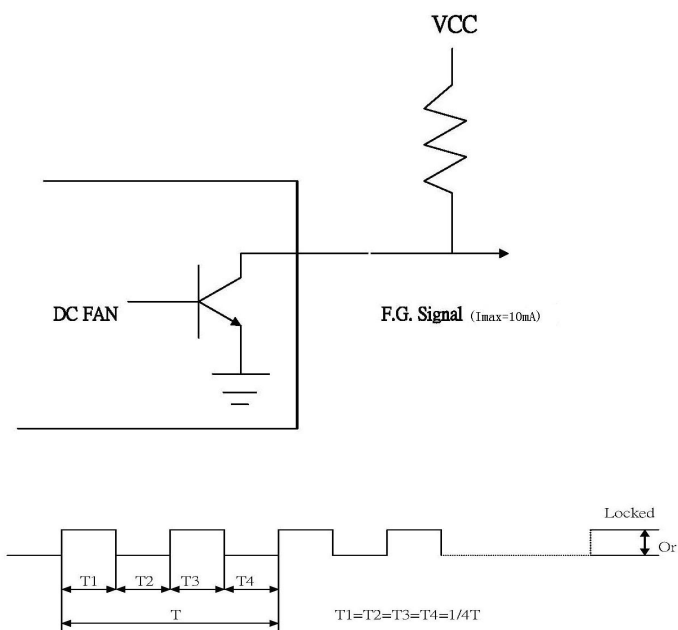 VCC
DC FAN
F.G. Signal (Imax=10mA)
Locked
Or
T1 T2 T3 T4
T
T1=T2=T3=T4=1/4T